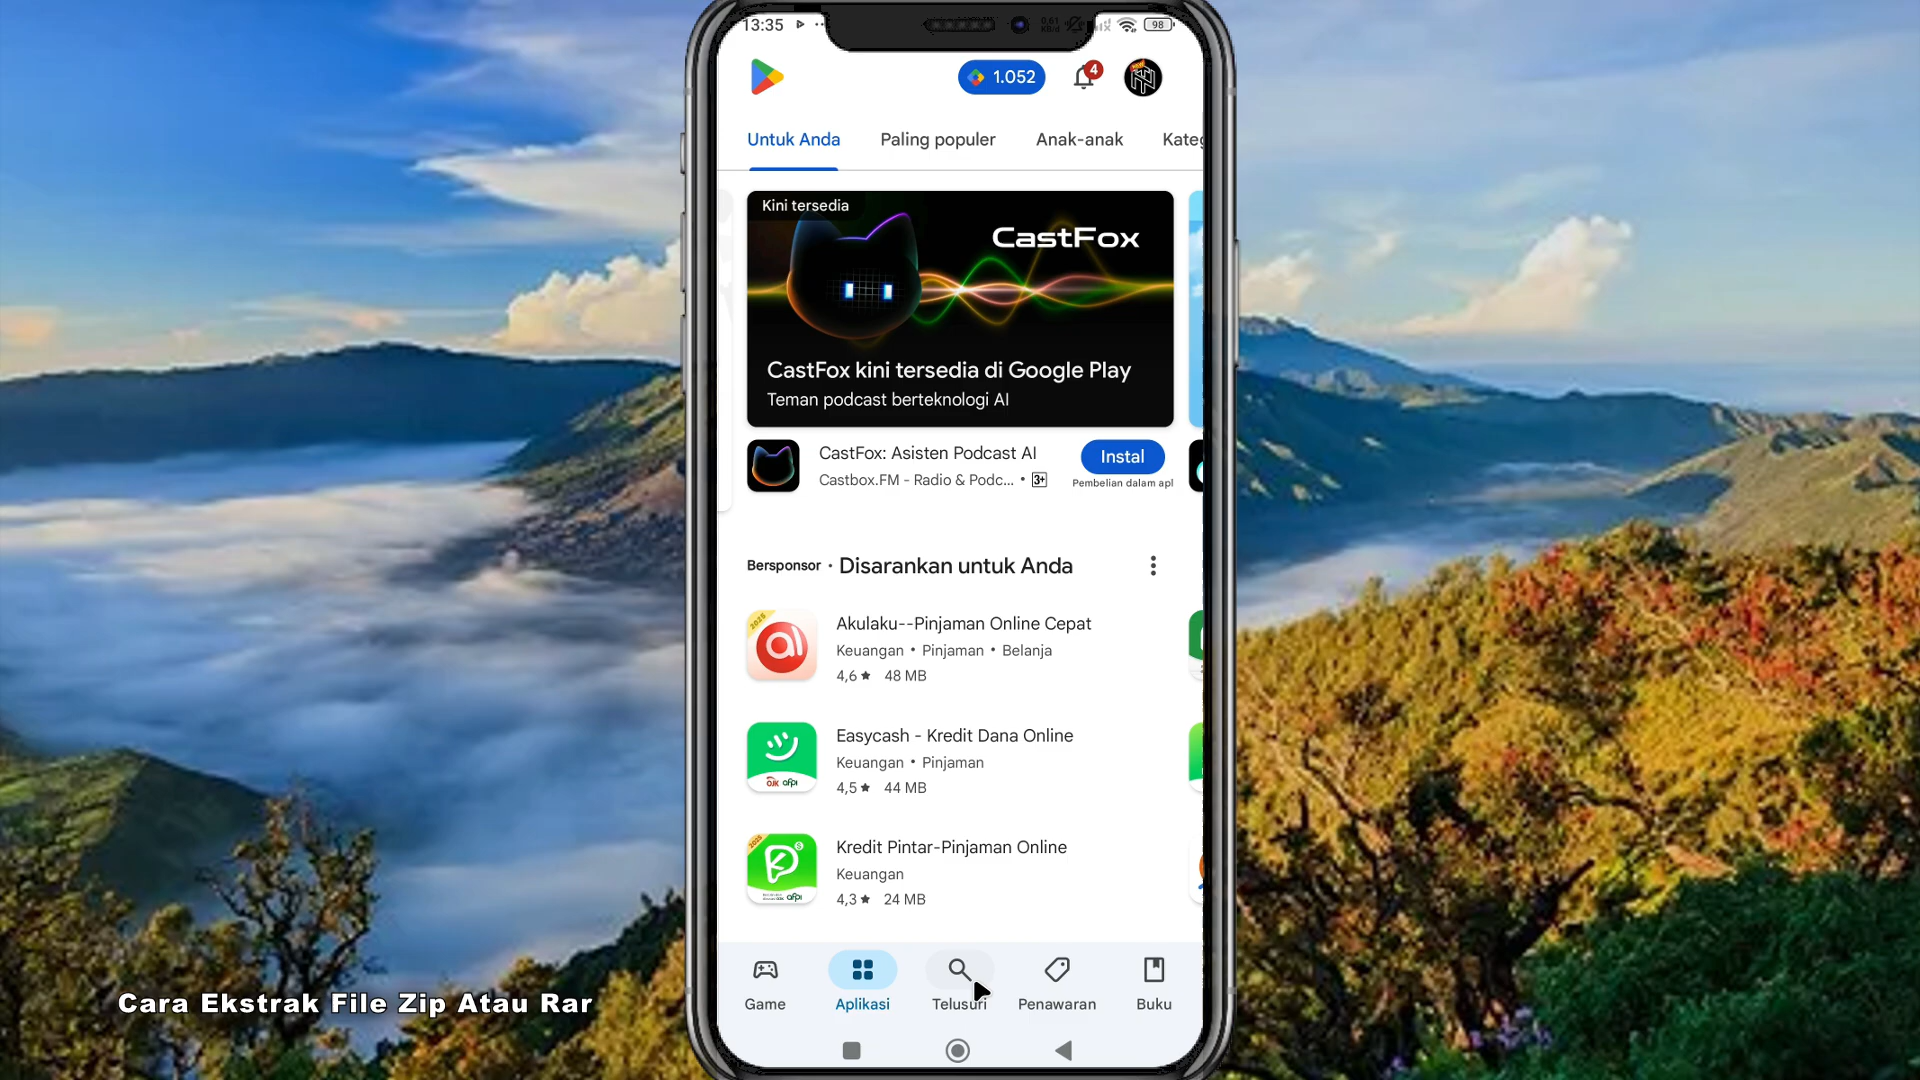 13:35
98
1.052
4
Untuk Anda
Paling populer
Anak-anak
Kateg
Kini tersedia
CastFox
CastFox kini tersedia di Google Play
Teman podcast berteknologi AI
CastFox: Asisten Podcast AI
Castbox.FM - Radio & Podc... • 3+
Instal
Pembelian dalam apl
Bersponsor • Disarankan untuk Anda
Akulaku--Pinjaman Online Cepat
Keuangan • Pinjaman • Belanja
4,6★ 48 MB
Easycash - Kredit Dana Online
Keuangan • Pinjaman
4,5★ 44 MB
Kredit Pintar-Pinjaman Online
Keuangan
4,3★ 24 MB
Game
Aplikasi
Telusuri
Penawaran
Buku
Cara Ekstrak File Zip Atau Rar